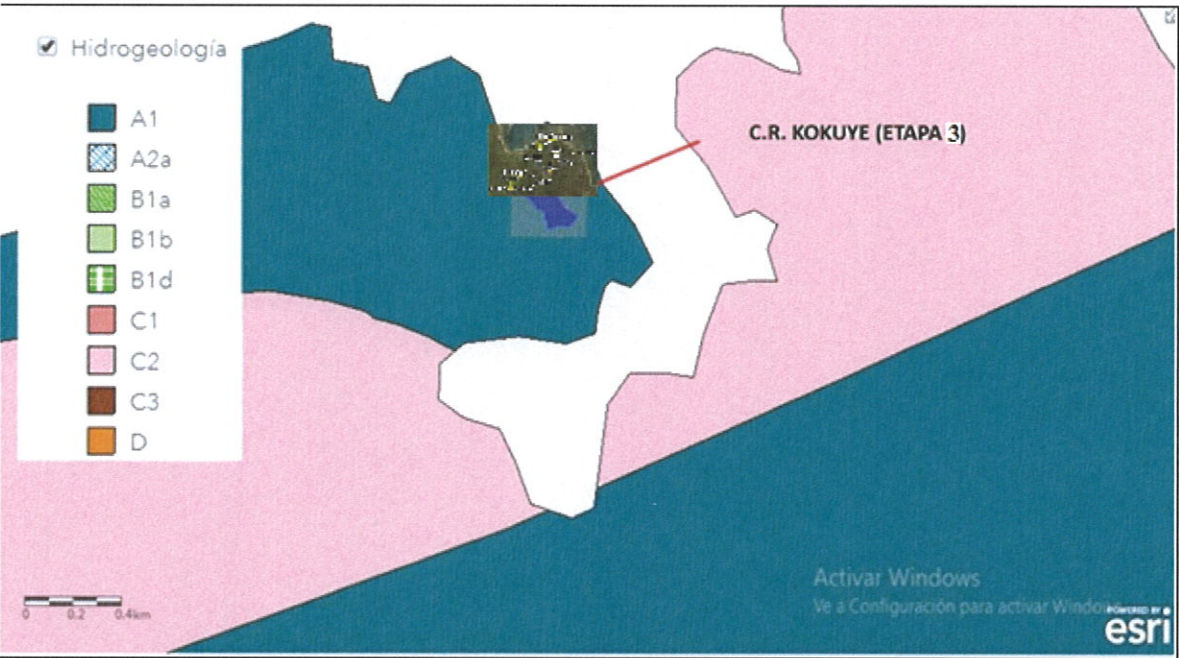 Hidrogeología
A1
A2a
B1a
B1b
B1d
C1
C2
C3
D
C.R. KOKUYE (ETAPA 3)
0 0.2 0.4km
Activar Windows
Ve a Configuración para activar Windows
POWERED BY
esri